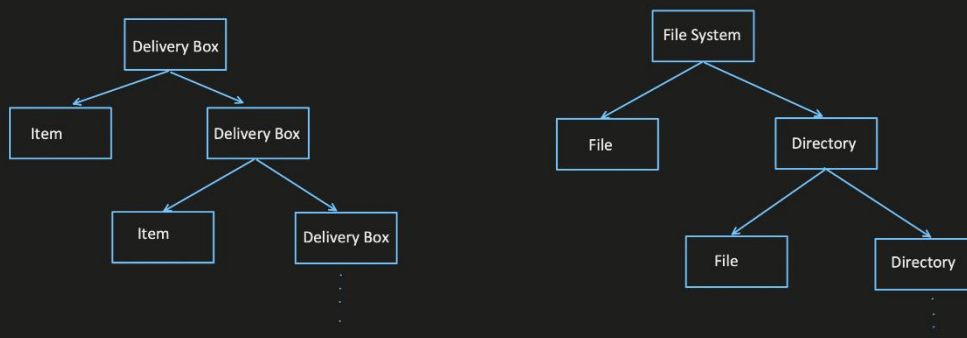 Delivery Box
Item
Delivery Box
Item
Delivery Box
File System
File
Directory
File
Directory